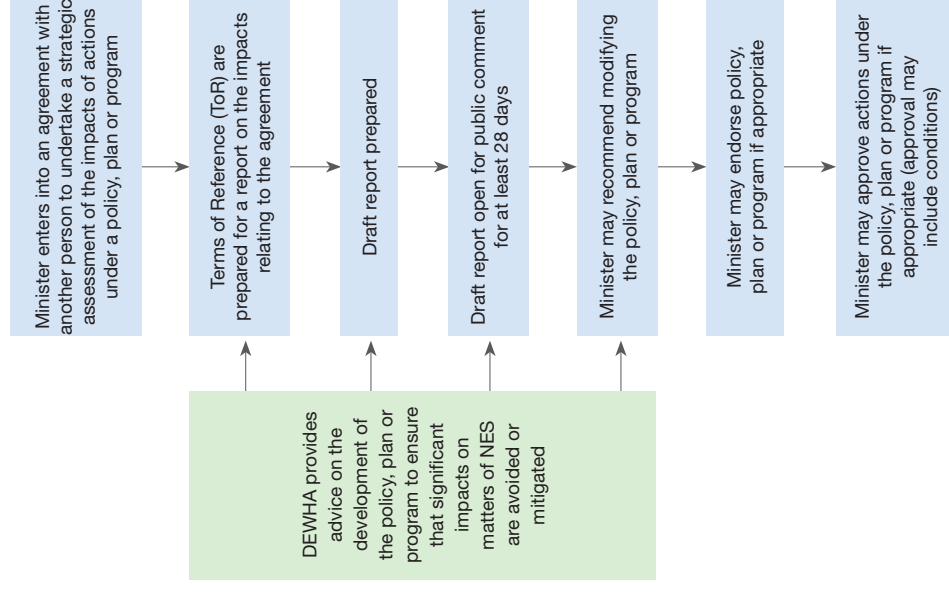 Minister enters into an agreement with
another person to undertake a strategic
assessment of the impacts of actions
under a policy, plan or program
Terms of Reference (ToR) are
prepared for a report on the impacts
relating to the agreement
Draft report prepared
Draft report open for public comment
for at least 28 days
Minister may recommend modifying
the policy, plan or program
Minister may endorse policy,
plan or program if appropriate
Minister may approve actions under
the policy, plan or program if
appropriate (approval may
include conditions)
DEWHA provides
advice on the
development of
the policy, plan or
program to ensure
that significant
impacts on
matters of NES
are avoided or
mitigated